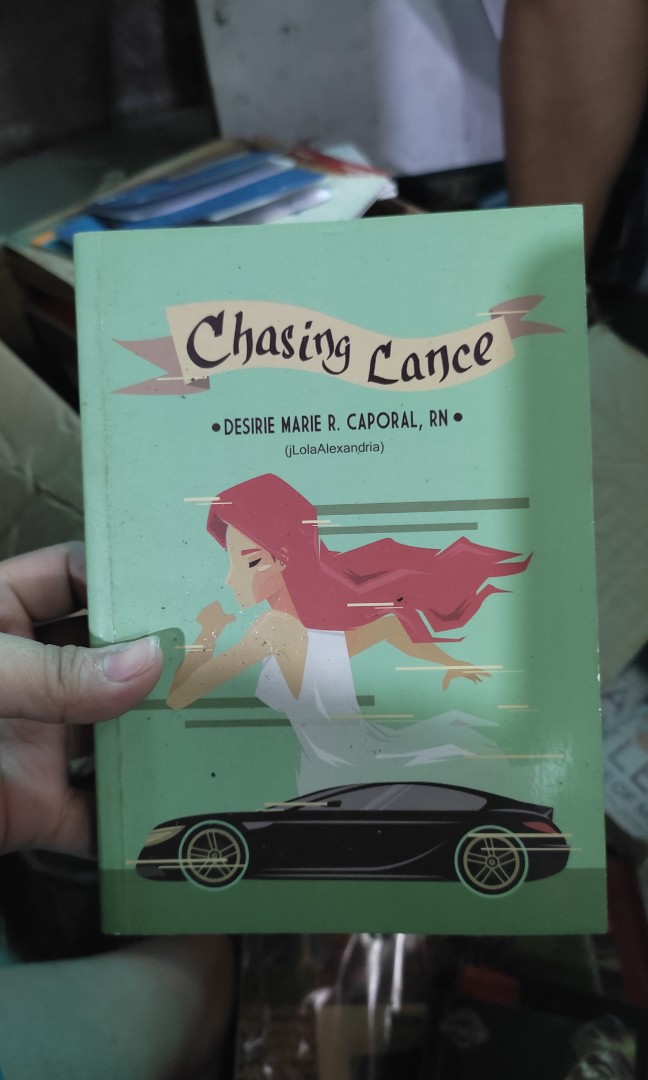 Chasing Lance
•DESIRIE MARIE R. CAPORAL, RN•
(jLolaAlexandria)